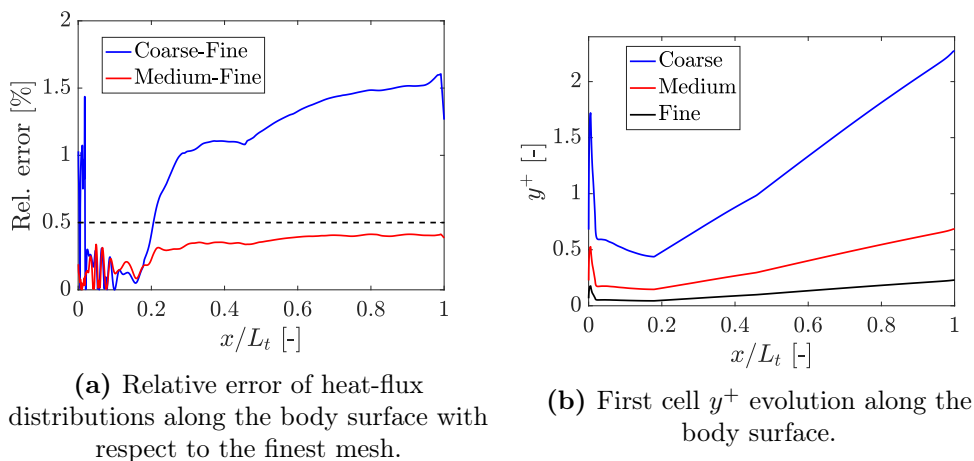 2
1.5
1
0.5
0
Rel. error [%]
Coarse-Fine
Medium-Fine
0 0.2 0.4 0.6 0.8 1
x/L_t [-]
(a) Relative error of heat-flux
distributions along the body surface with
respect to the finest mesh.
2
1.5
1
0.5
0
y^+ [-]
Coarse
Medium
Fine
0 0.2 0.4 0.6 0.8 1
x/L_t [-]
(b) First cell y^+ evolution along the
body surface.